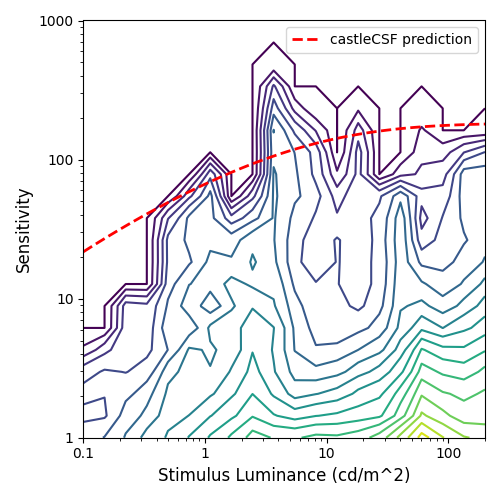 1000
castleCSF prediction
100
10
1
Sensitivity
0.1 1 10 100
Stimulus Luminance (cd/m^2)